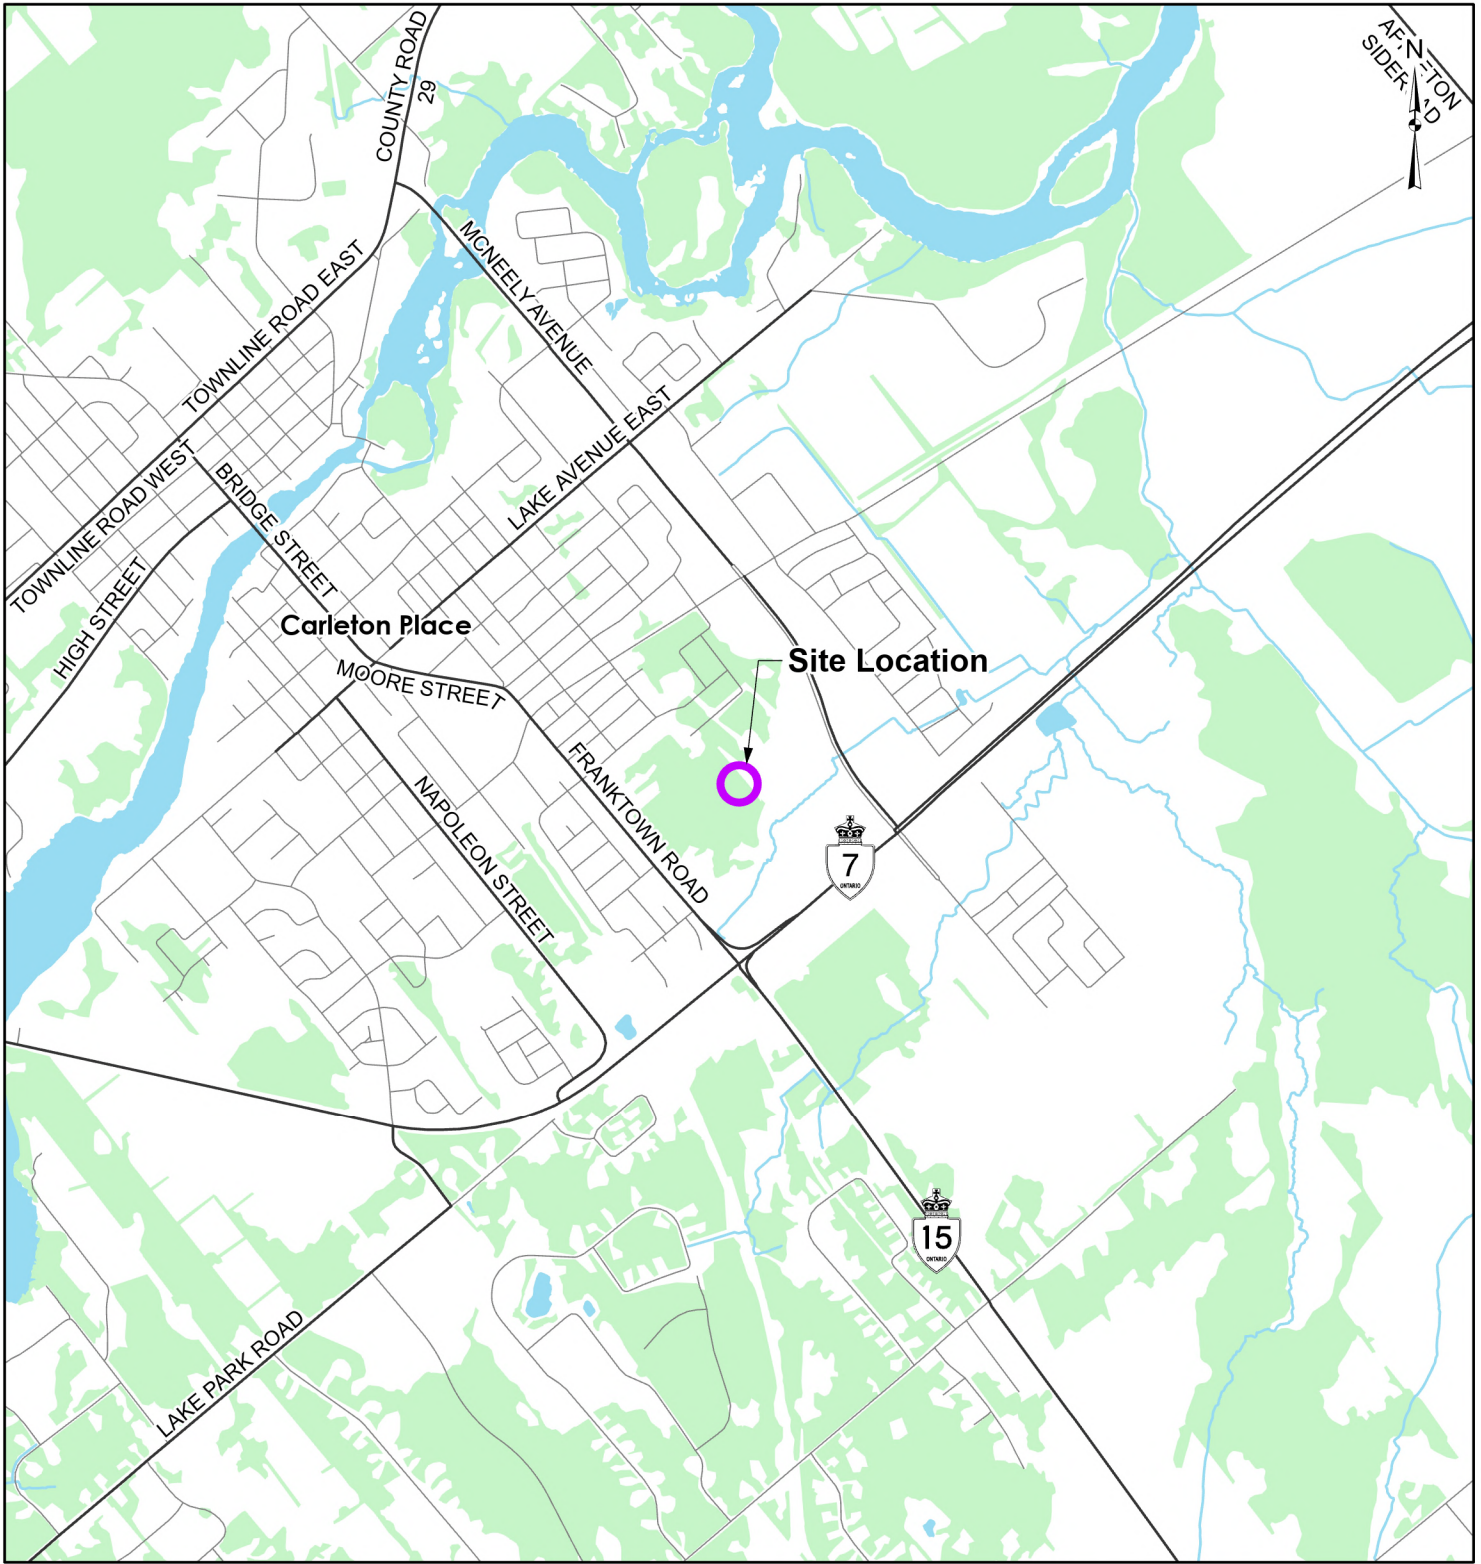 COUNTY ROAD
29
N
MCNEELY AVENUE
TOWNLINE ROAD EAST
LAKE AVENUE EAST
TOWNLINE ROAD WEST
BRIDGE STREET
HIGH STREET
Carleton Place
MOORE STREET
Site Location
FRANKTOWN ROAD
NAPOLEON STREET
7
ONTARIO
15
ONTARIO
LAKE PARK ROAD